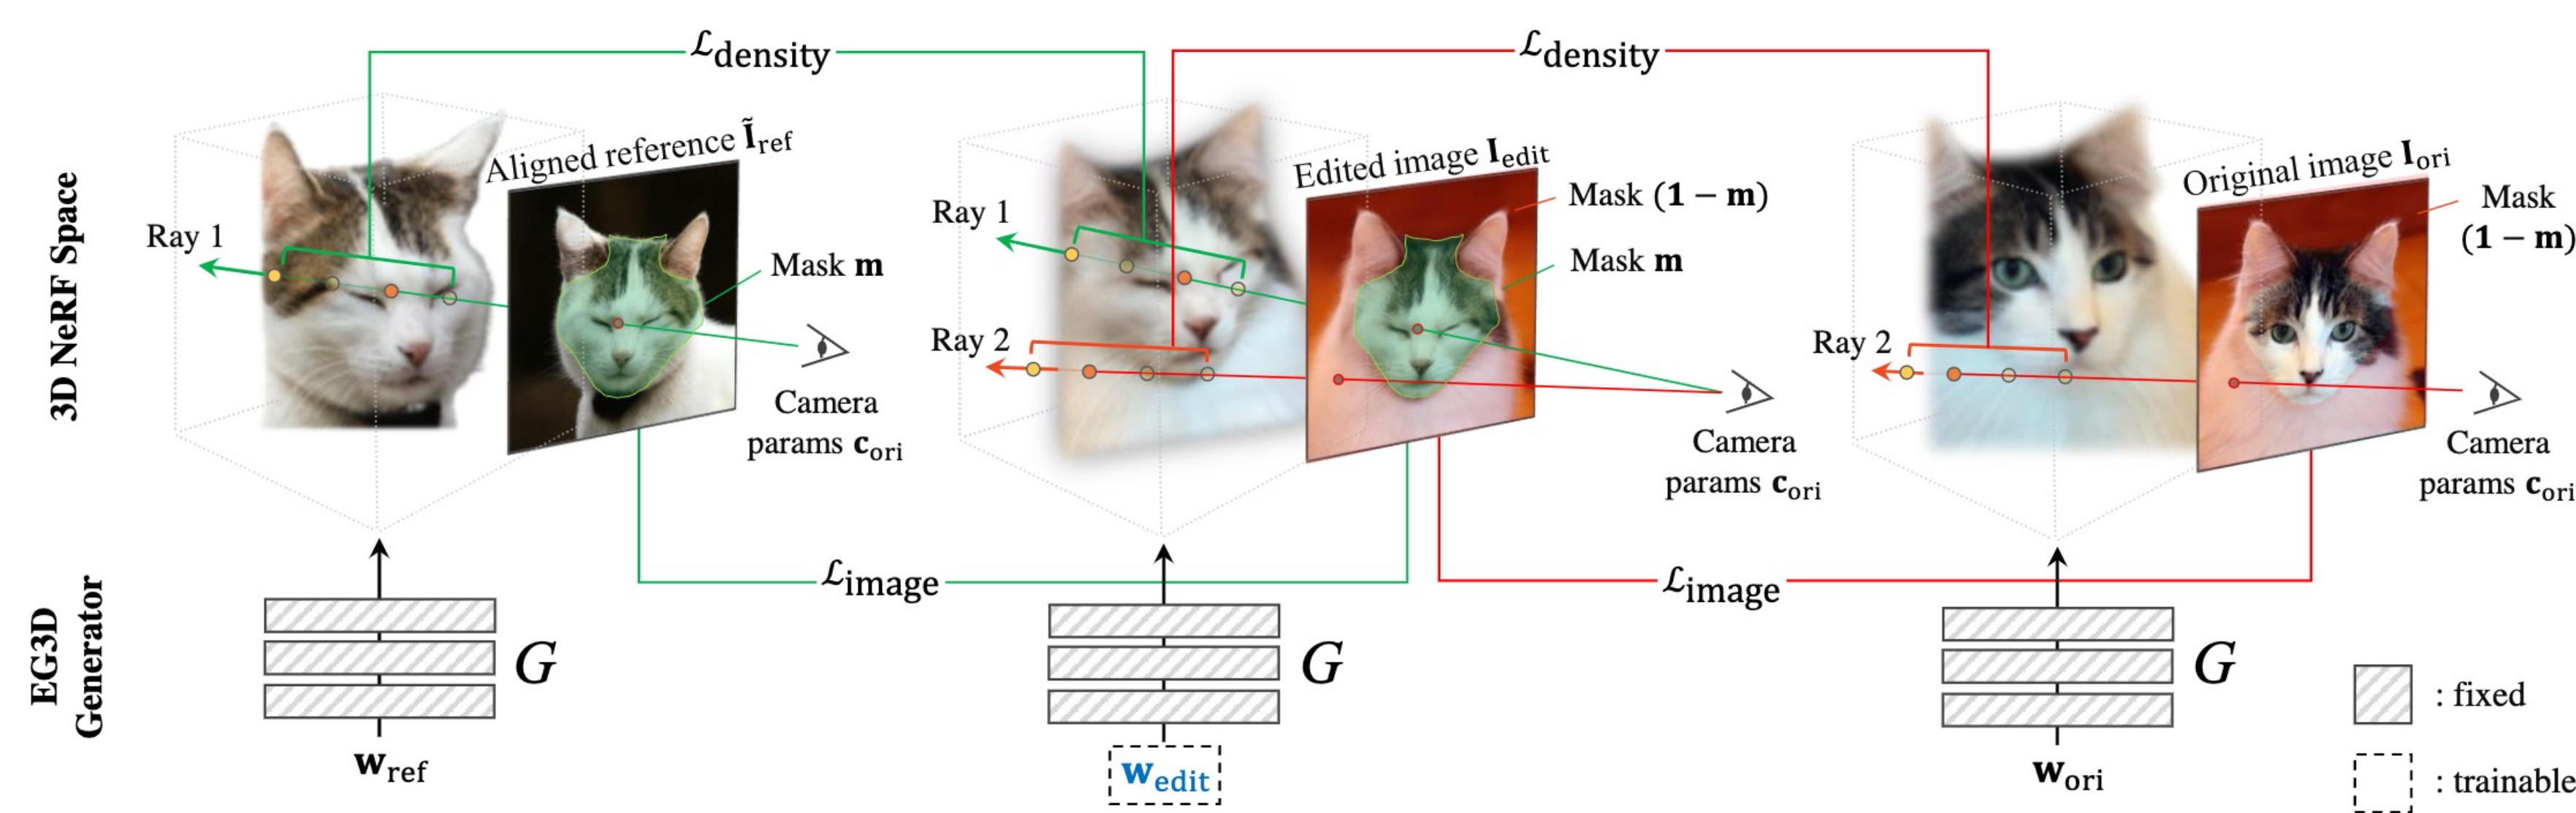 ℒdensity
ℒdensity
3D NeRF Space
Aligned reference Ĩref
Edited image Iedit
Original image Iori
Ray 1
Mask m
Ray 1
Mask (1 − m)
Mask m
Mask
(1 − m)
Ray 2
Ray 2
Camera
params cori
Camera
params cori
Camera
params cori
ℒimage
ℒimage
EG3D
Generator
G
G
G
wref
wedit
wori
: fixed
: trainable